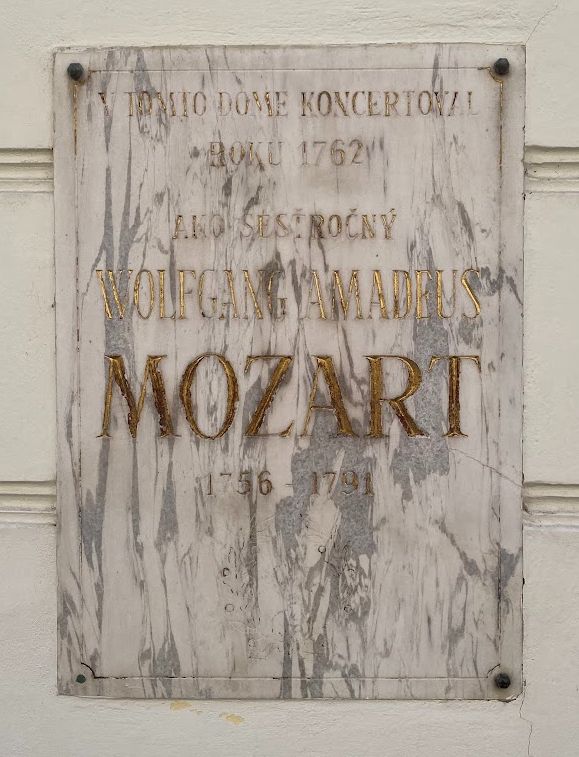 V TOMTO DOME KONCERTOVAL
ROKU 1762
AKO ŠESŤROČNÝ
WOLFGANG AMADEUS
MOZART
1756 - 1791